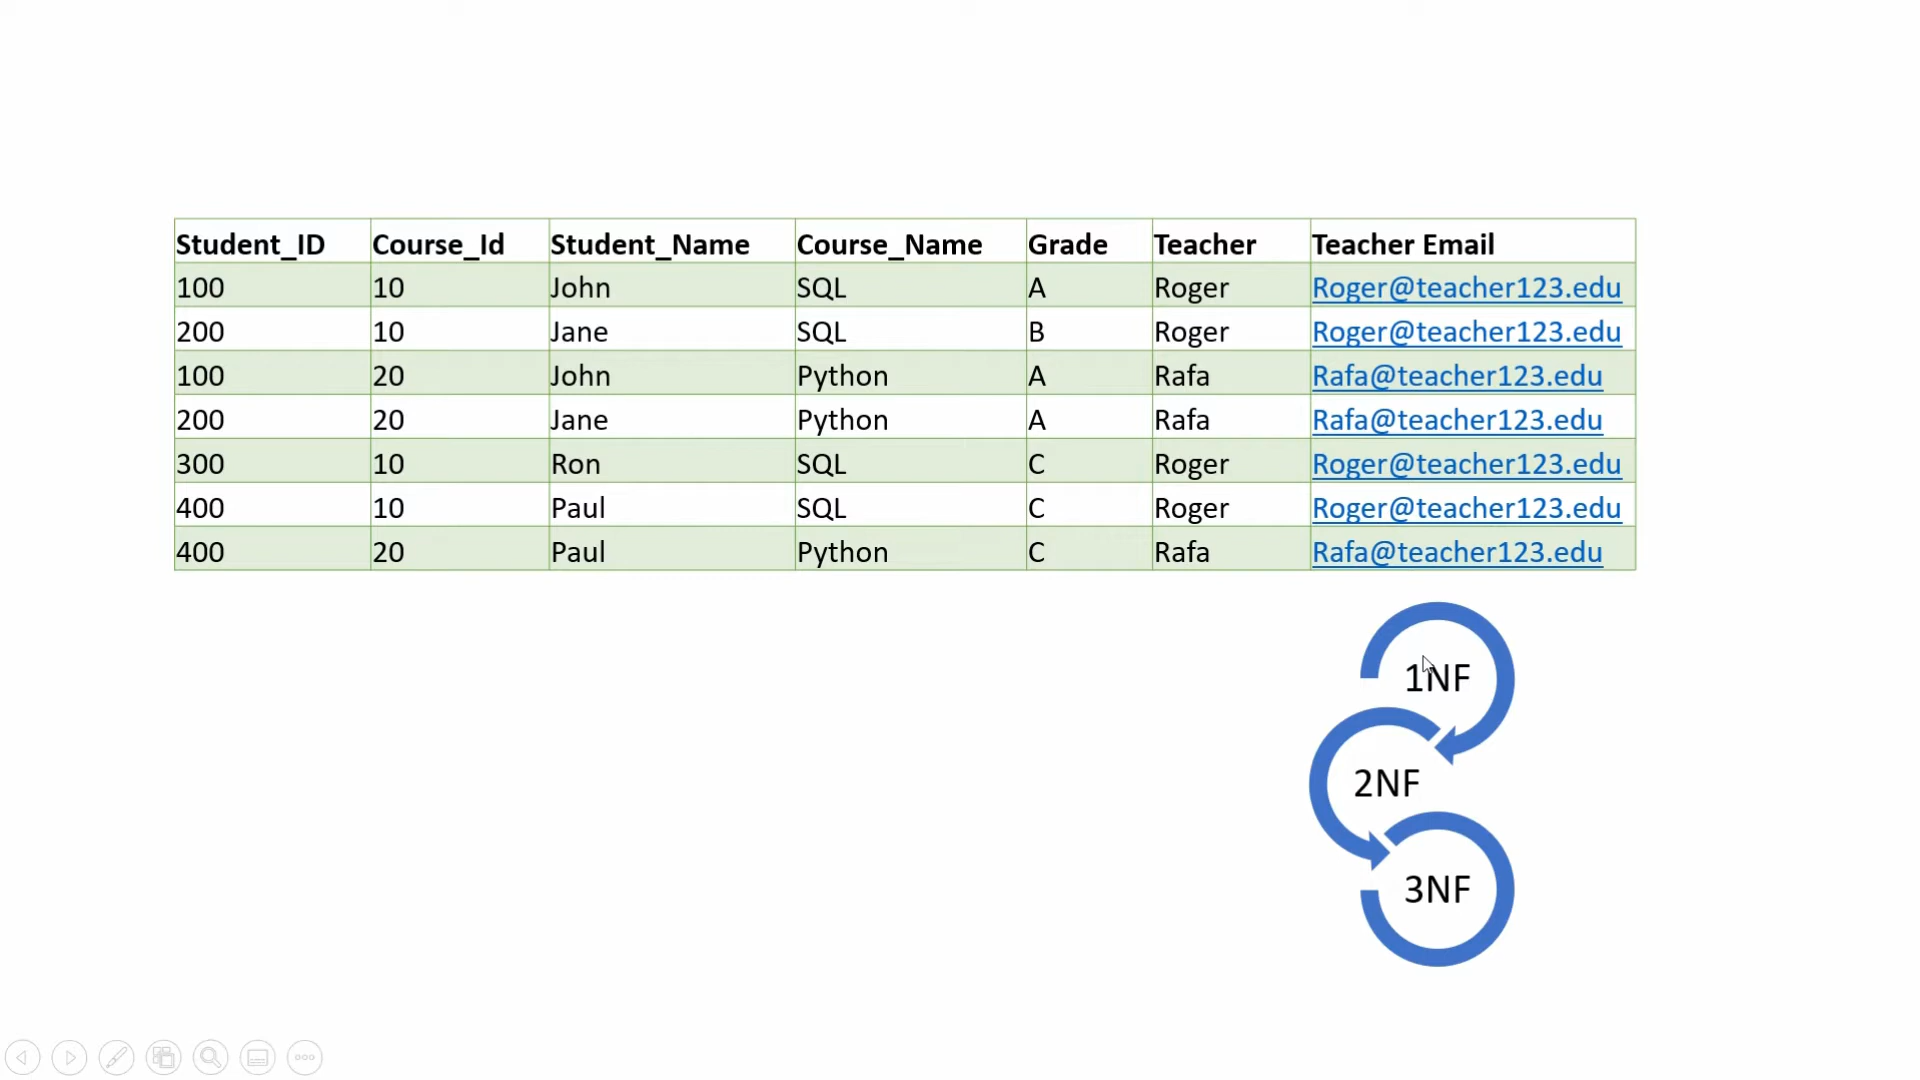 Student_ID Course_Id Student_Name Course_Name Grade Teacher Teacher Email
100 10 John SQL A Roger Roger@teacher123.edu
200 10 Jane SQL B Roger Roger@teacher123.edu
100 20 John Python A Rafa Rafa@teacher123.edu
200 20 Jane Python A Rafa Rafa@teacher123.edu
300 10 Ron SQL C Roger Roger@teacher123.edu
400 10 Paul SQL C Roger Roger@teacher123.edu
400 20 Paul Python C Rafa Rafa@teacher123.edu
1NF
2NF
3NF